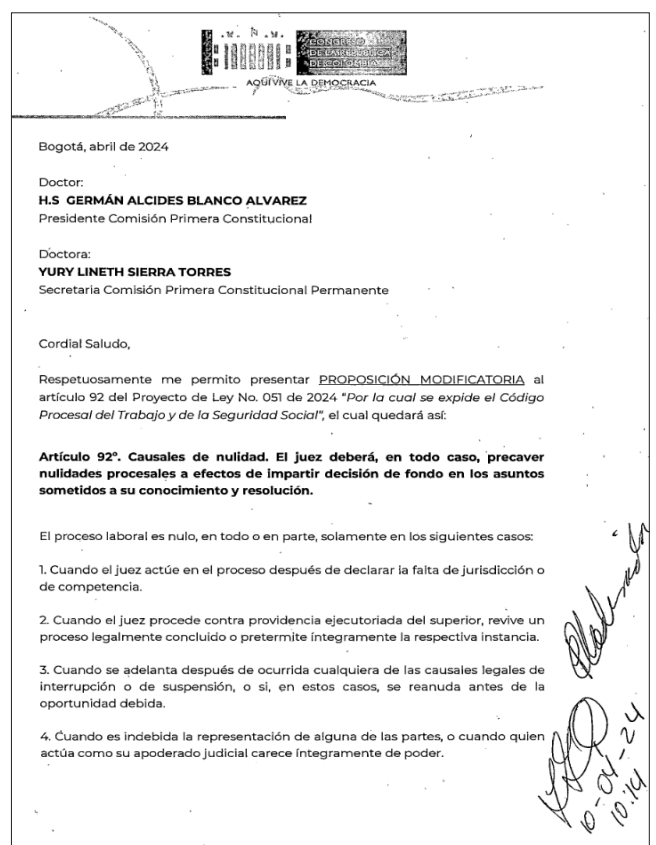 CONGRESO
DE LA REPÚBLICA
DE COLOMBIA
AQUÍ VIVE LA DEMOCRACIA
Bogotá, abril de 2024
Doctor:
H.S GERMÁN ALCIDES BLANCO ALVAREZ
Presidente Comisión Primera Constitucional
Doctora:
YURY LINETH SIERRA TORRES
Secretaria Comisión Primera Constitucional Permanente
Cordial Saludo,
Respetuosamente me permito presentar PROPOSICIÓN MODIFICATORIA al
artículo 92 del Proyecto de Ley No. 051 de 2024 "Por la cual se expide el Código
Procesal del Trabajo y de la Seguridad Social", el cual quedará así:
Artículo 92º. Causales de nulidad. El juez deberá, en todo caso, precaver
nulidades procesales a efectos de impartir decisión de fondo en los asuntos
sometidos a su conocimiento y resolución.
El proceso laboral es nulo, en todo o en parte, solamente en los siguientes casos:
1. Cuando el juez actúe en el proceso después de declarar la falta de jurisdicción o
de competencia.
2. Cuando el juez procede contra providencia ejecutoriada del superior, revive un
proceso legalmente concluido o pretermite íntegramente la respectiva instancia.
3. Cuando se adelanta después de ocurrida cualquiera de las causales legales de
interrupción o de suspensión, o si, en estos casos, se reanuda antes de la
oportunidad debida.
4. Cuando es indebida la representación de alguna de las partes, o cuando quien
actúa como su apoderado judicial carece íntegramente de poder.
10-04-24
10:14